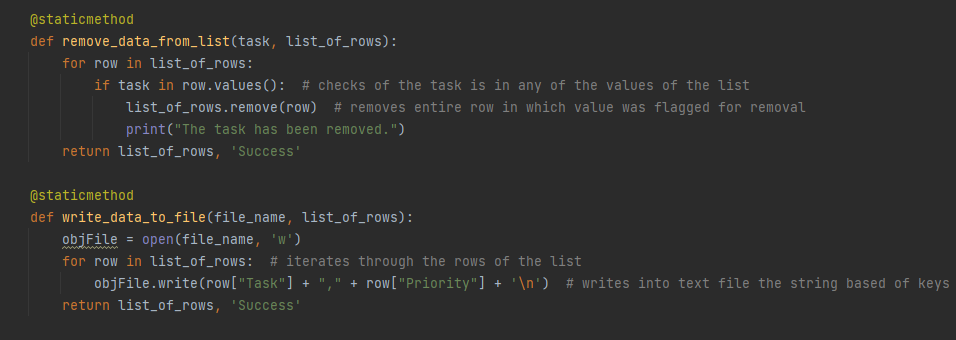 @staticmethod
def remove_data_from_list(task, list_of_rows):
    for row in list_of_rows:
        if task in row.values():  # checks of the task is in any of the values of the list
            list_of_rows.remove(row)  # removes entire row in which value was flagged for removal
            print("The task has been removed.")
    return list_of_rows, 'Success'

@staticmethod
def write_data_to_file(file_name, list_of_rows):
    objFile = open(file_name, 'w')
    for row in list_of_rows:  # iterates through the rows of the list
        objFile.write(row["Task"] + "," + row["Priority"] + '\n')  # writes into text file the string based of keys
    return list_of_rows, 'Success'